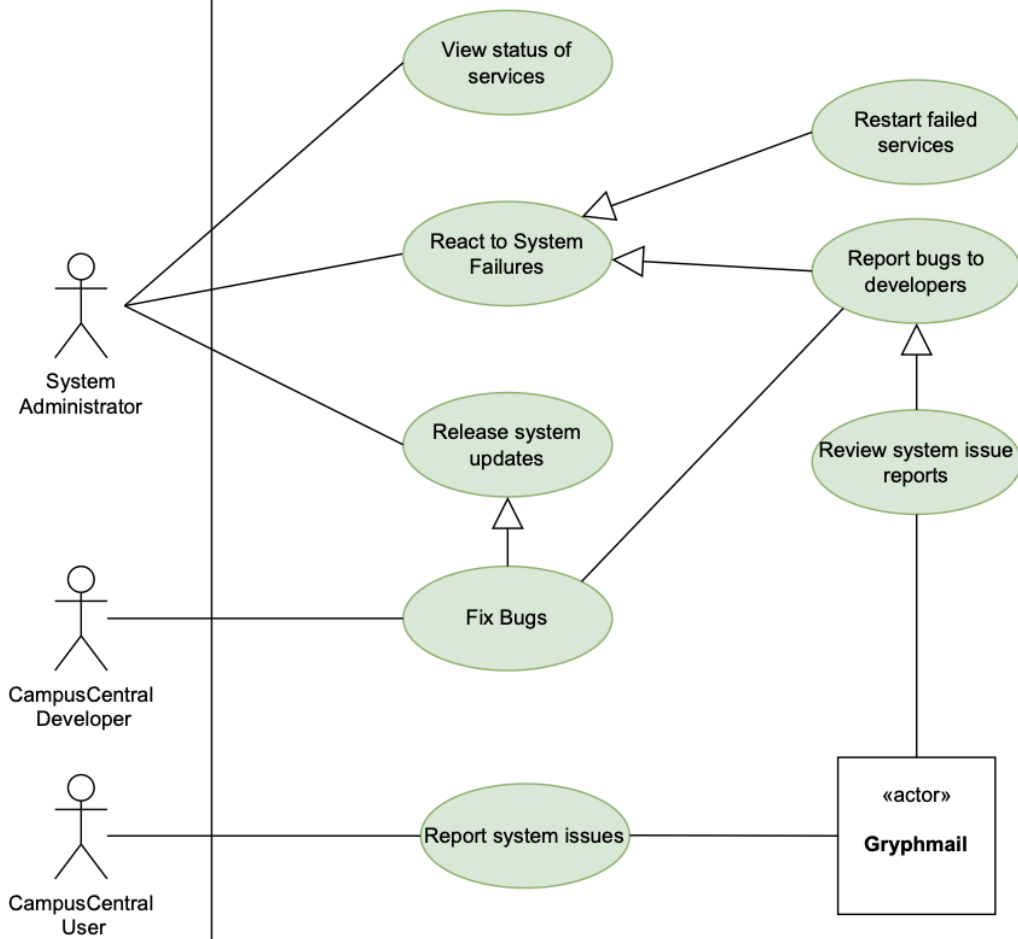 View status of
services
Restart failed
services
React to System
Failures
Report bugs to
developers
System
Administrator
Release system
updates
Review system issue
reports
Fix Bugs
CampusCentral
Developer
«actor»
Gryphmail
Report system issues
CampusCentral
User